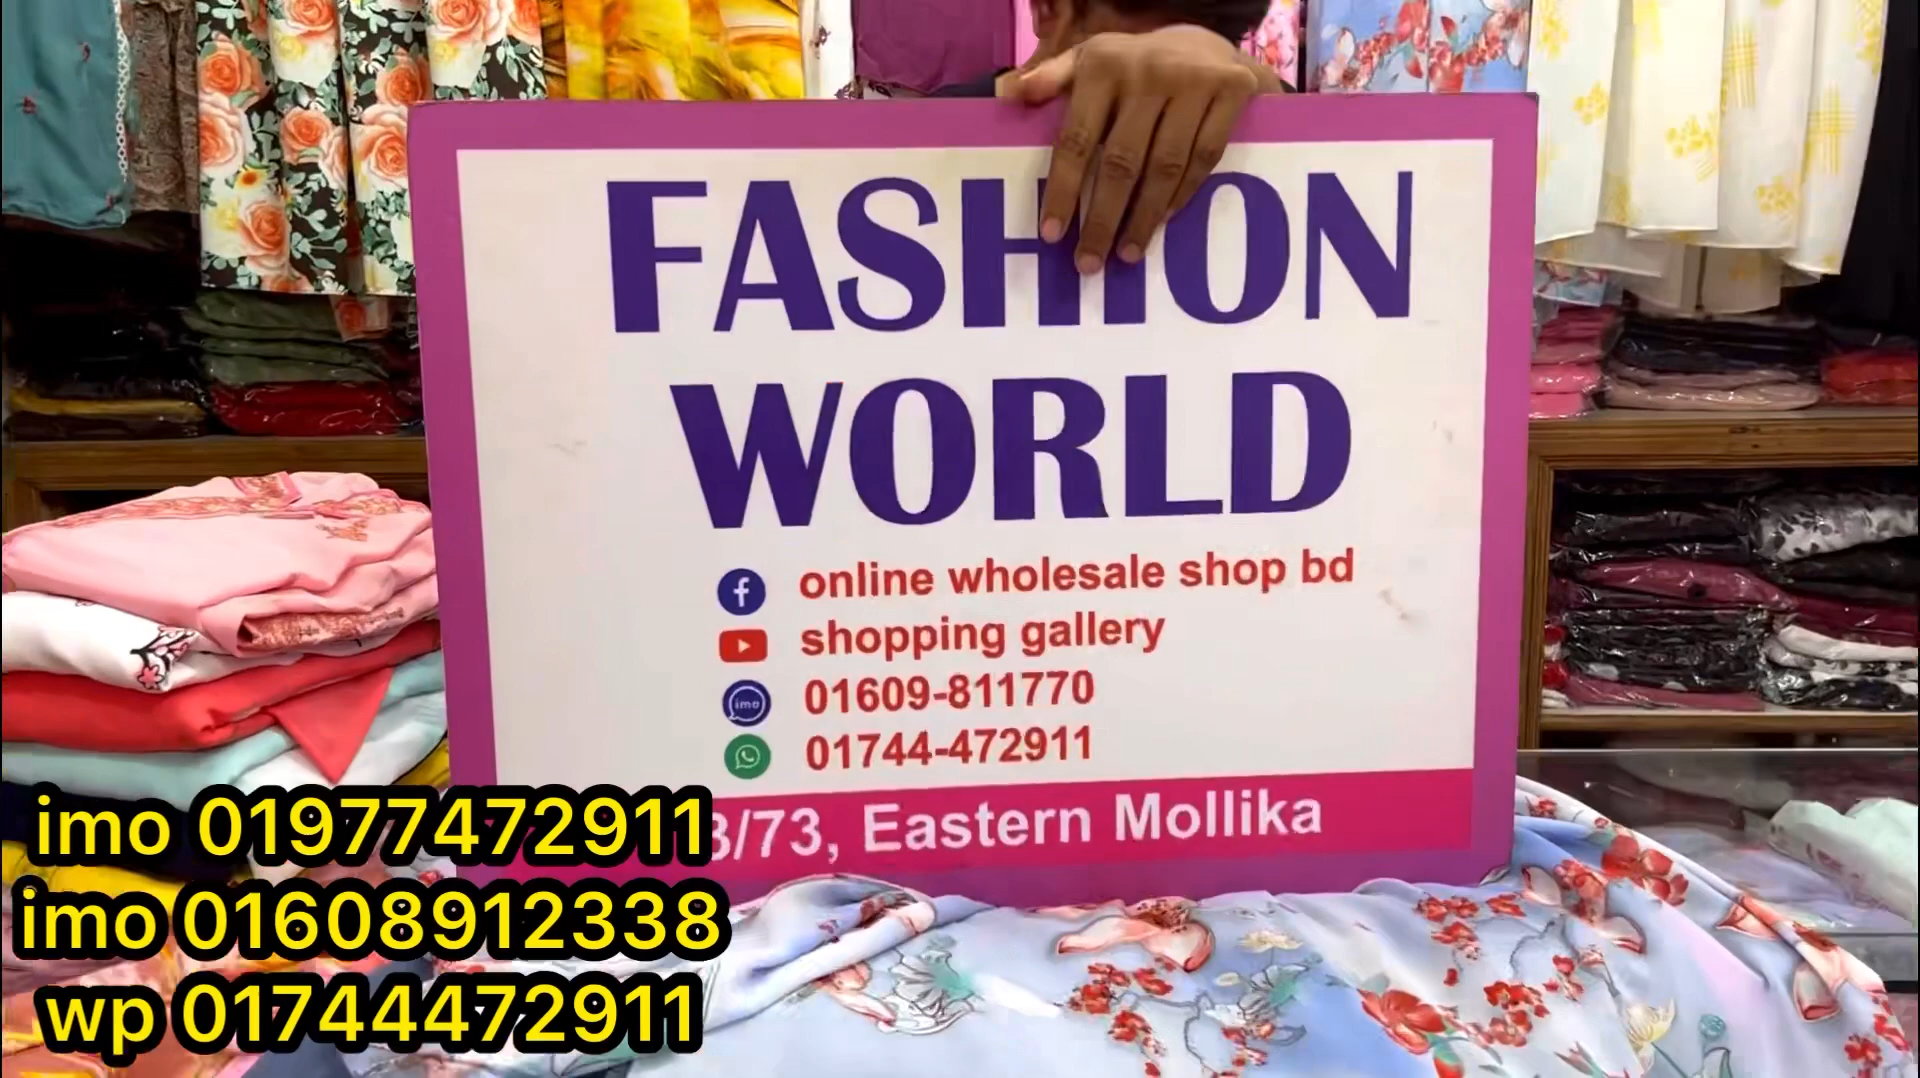 FASHION
WORLD
online wholesale shop bd
shopping gallery
imo 01609-811770
01744-472911
3/73, Eastern Mollika
imo 01977472911
imo 01608912338
wp 01744472911